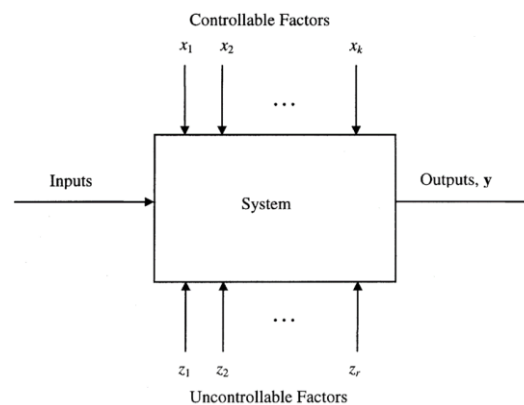 Controllable Factors
x1 x2 xk
...
Inputs
Outputs, y
System
...
z1 z2 zr
Uncontrollable Factors